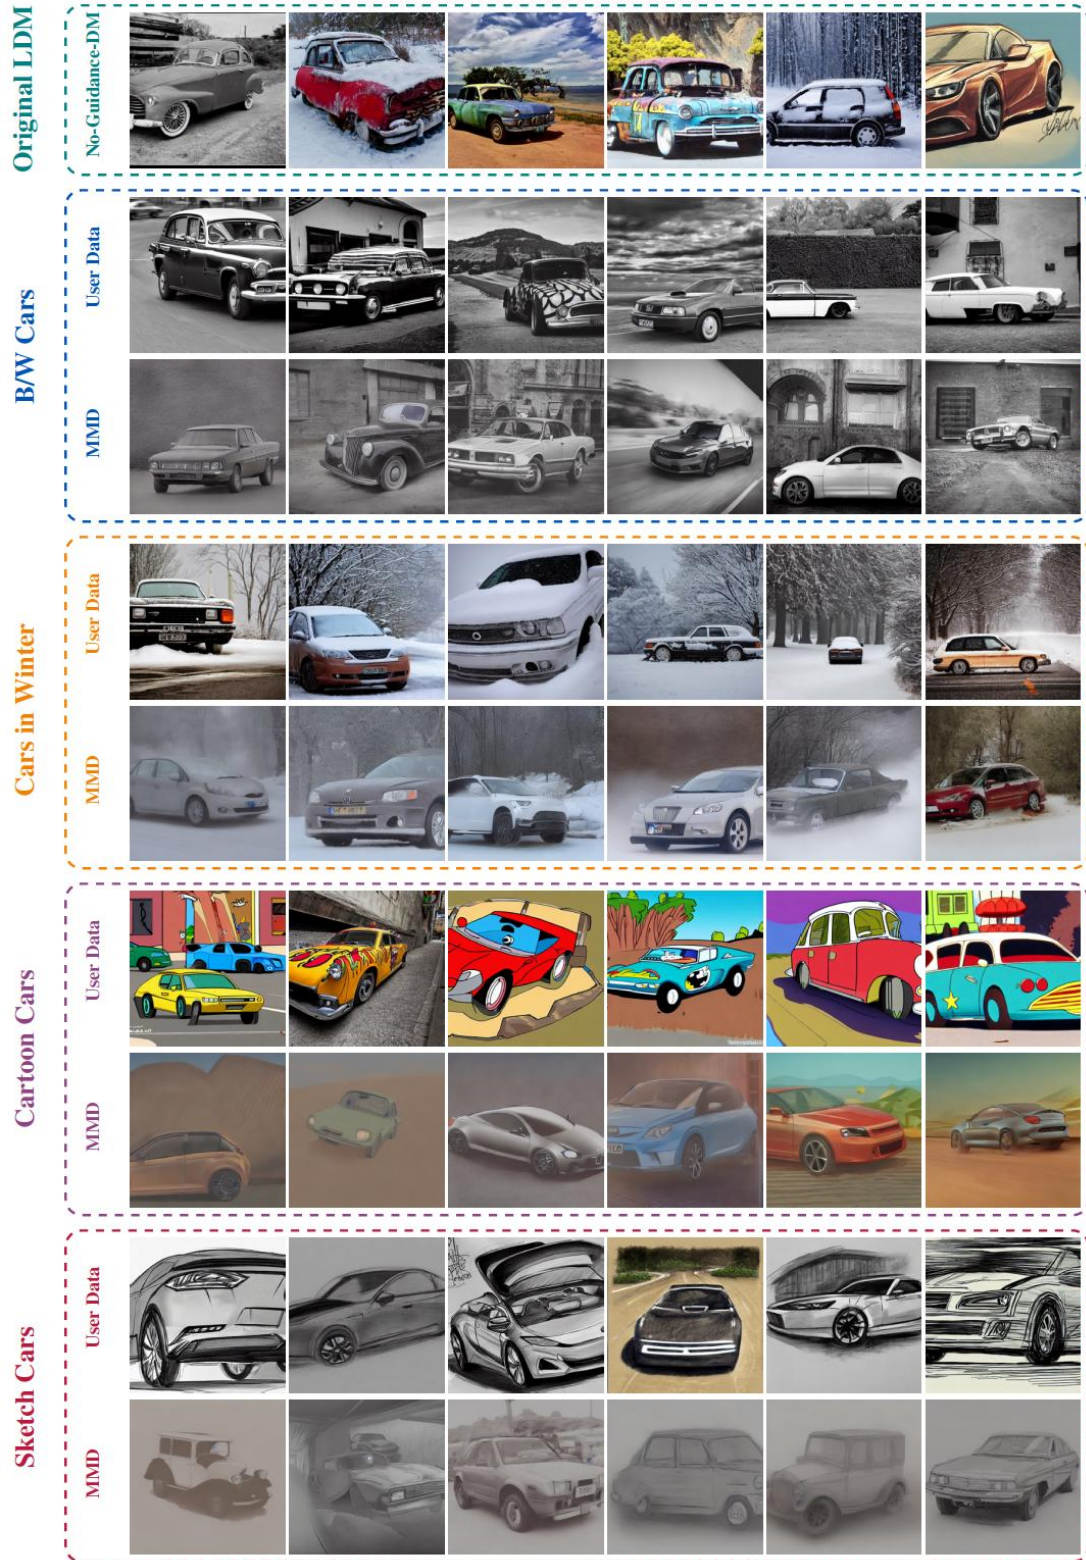 Original LDM
No-Guidance-DM
B/W Cars
User Data
MMD
Cars in Winter
User Data
MMD
Cartoon Cars
User Data
MMD
Sketch Cars
User Data
MMD